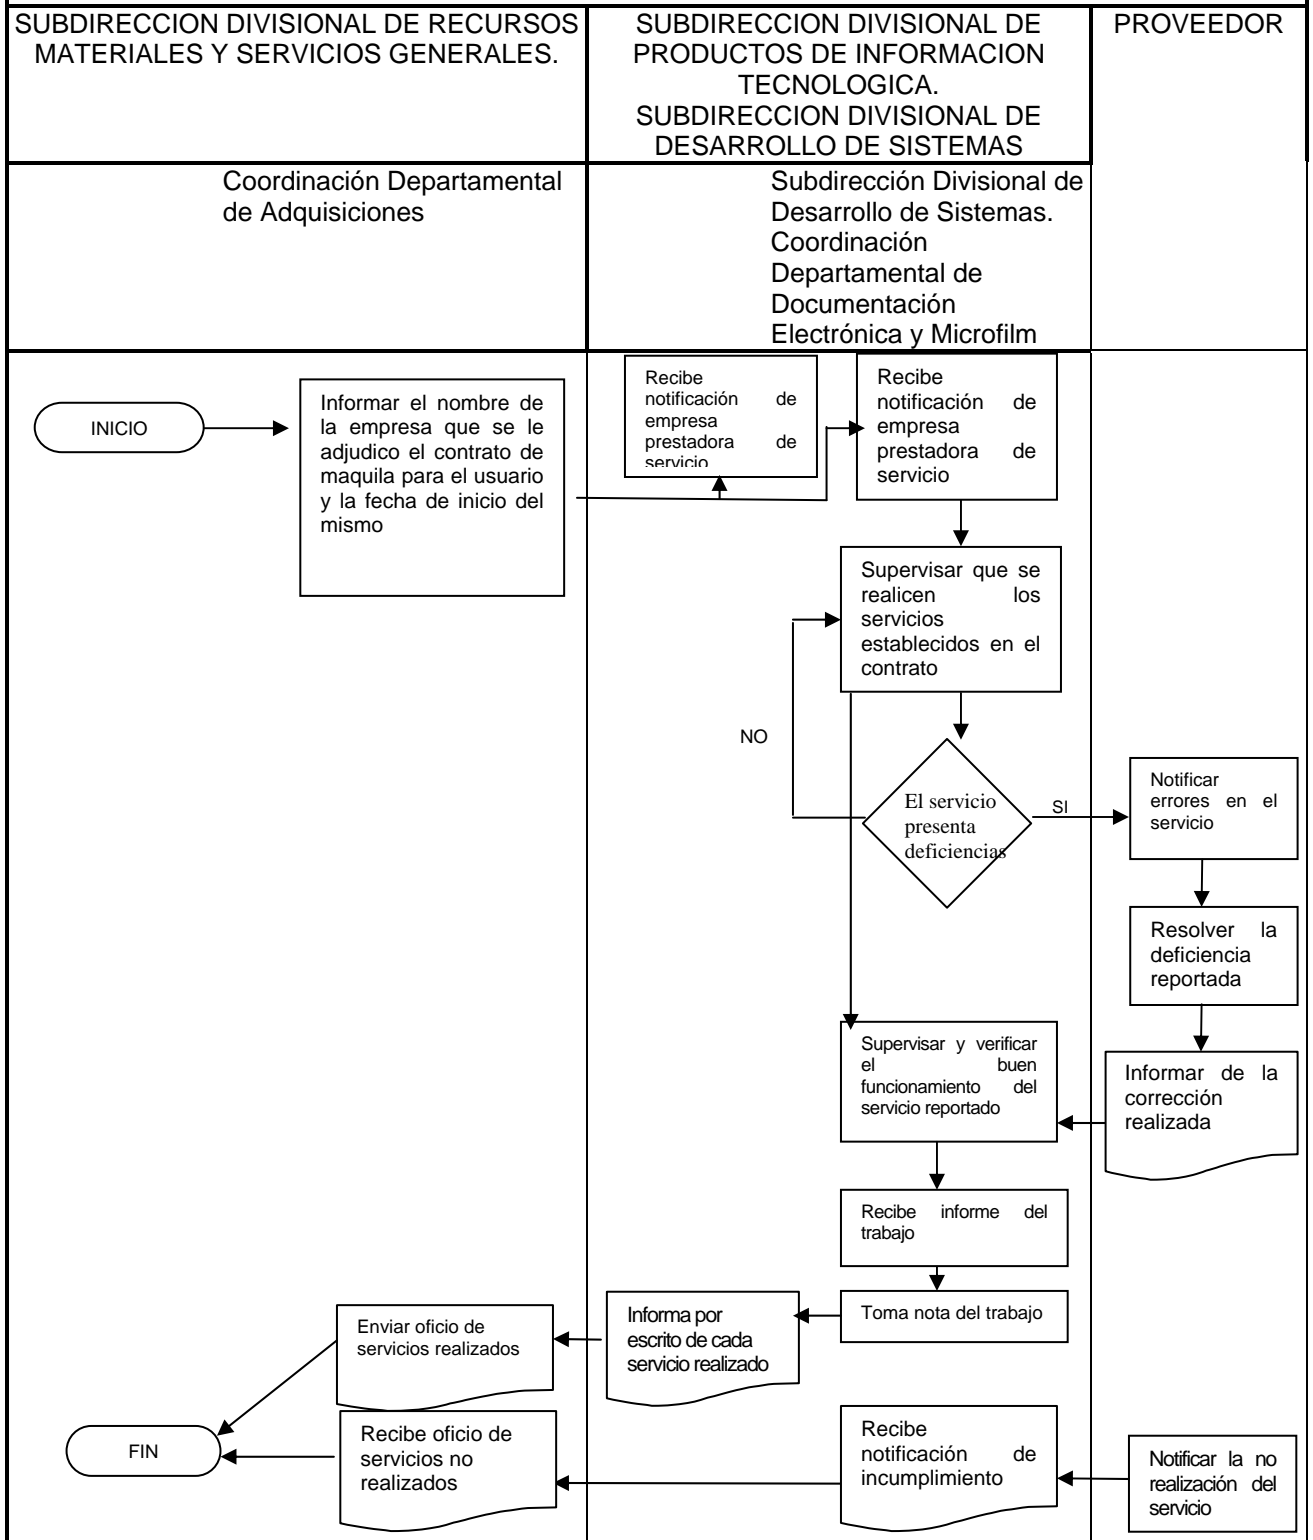 SUBDIRECCION DIVISIONAL DE RECURSOS
MATERIALES Y SERVICIOS GENERALES.
SUBDIRECCION DIVISIONAL DE
PRODUCTOS DE INFORMACION
TECNOLOGICA.
SUBDIRECCION DIVISIONAL DE
DESARROLLO DE SISTEMAS
PROVEEDOR
Coordinación Departamental
de Adquisiciones
Subdirección Divisional de
Desarrollo de Sistemas.
Coordinación
Departamental de
Documentación
Electrónica y Microfilm
INICIO
Informar el nombre de
la empresa que se le
adjudico el contrato de
maquila para el usuario
y la fecha de inicio del
mismo
Recibe
notificación de
empresa
prestadora de
servicio
Recibe
notificación de
empresa
prestadora de
servicio
Supervisar que se
realicen los
servicios
establecidos en el
contrato
NO
El servicio
presenta
deficiencias
SI
Notificar
errores en el
servicio
Resolver la
deficiencia
reportada
Supervisar y verificar
el buen
funcionamiento del
servicio reportado
Informar de la
corrección
realizada
Recibe informe del
trabajo
Toma nota del trabajo
Informa por
escrito de cada
servicio realizado
Enviar oficio de
servicios realizados
FIN
Recibe oficio de
servicios no
realizados
Recibe
notificación de
incumplimiento
Notificar la no
realización del
servicio